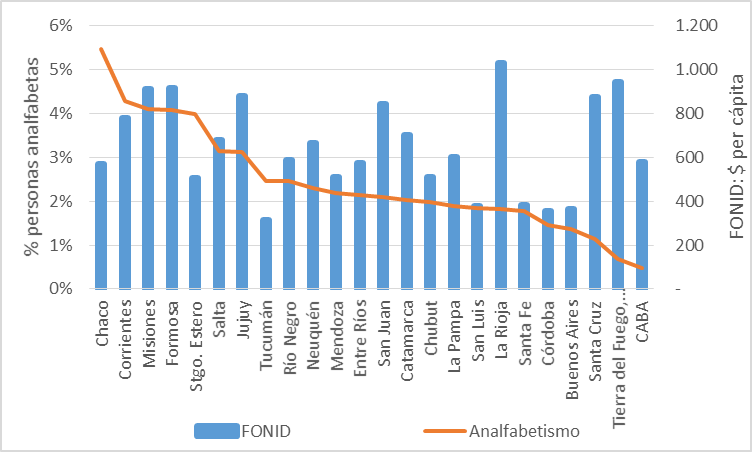 % personas analfabetas
6%
5%
4%
3%
2%
1%
0%
1.200
1.000
800
600
400
200
-
FONID: $ per cápita
Chaco
Corrientes
Misiones
Formosa
Stgo. Estero
Salta
Jujuy
Tucumán
Río Negro
Neuquén
Mendoza
Entre Ríos
San Juan
Catamarca
Chubut
La Pampa
San Luis
La Rioja
Santa Fe
Córdoba
Buenos Aires
Santa Cruz
Tierra del Fuego,...
CABA
FONID
Analfabetismo